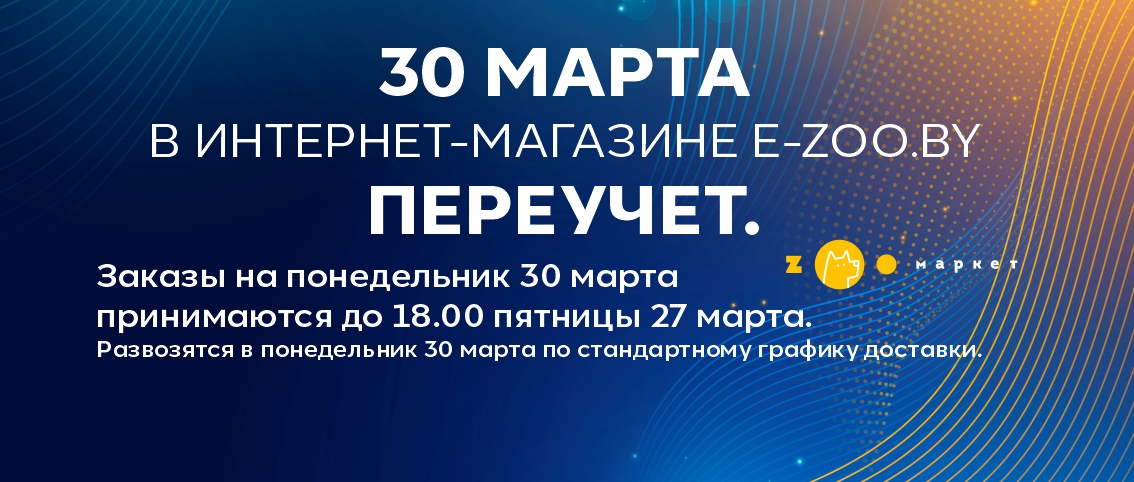 30 МАРТА
В ИНТЕРНЕТ-МАГАЗИНЕ E-ZOO.BY
ПЕРЕУЧЕТ.
Zоо маркет
Заказы на понедельник 30 марта
принимаются до 18.00 пятницы 27 марта.
Развозятся в понедельник 30 марта по стандартному графику доставки.